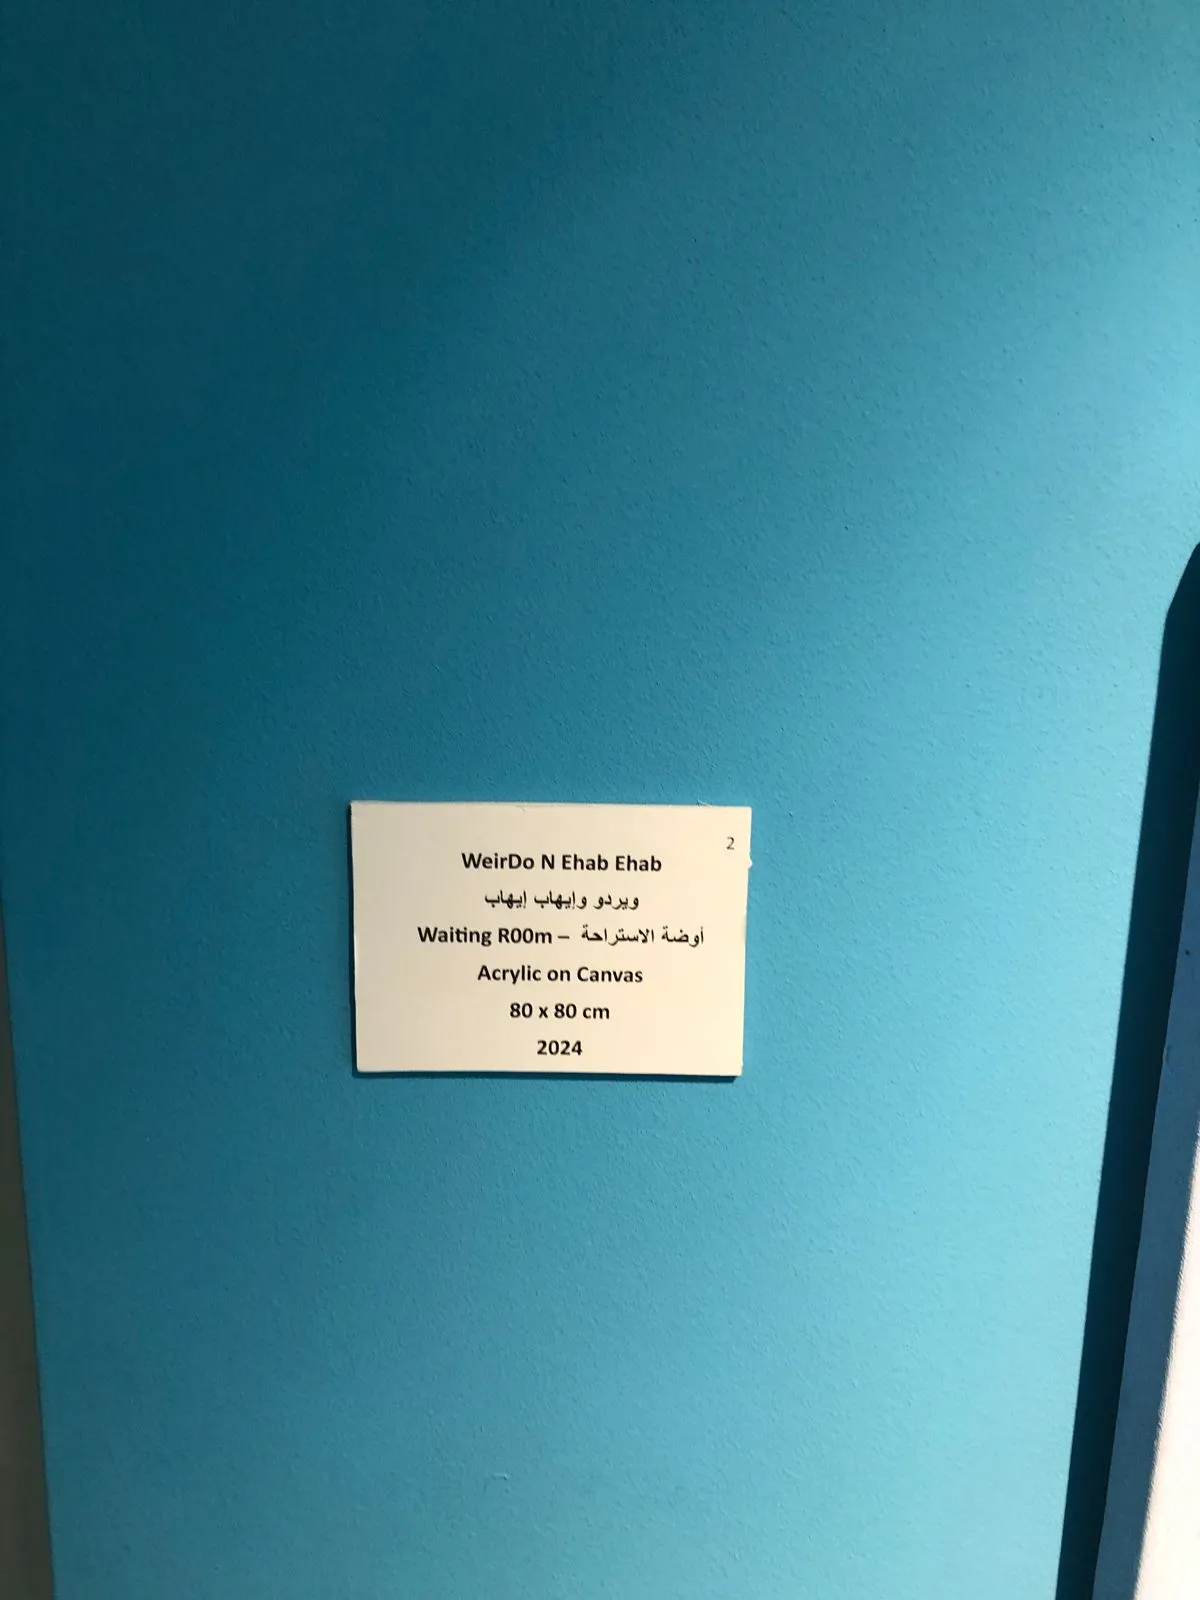 2
WeirDo N Ehab Ehab
ويردو وإيهاب إيهاب
Waiting R00m – أوضة الاستراحة
Acrylic on Canvas
80 x 80 cm
2024